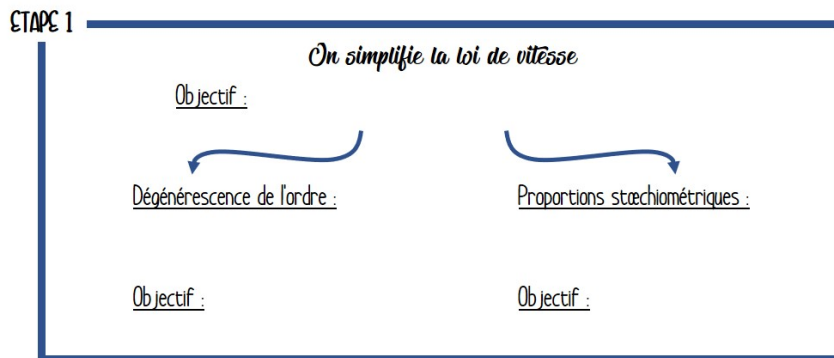 ETAPE 1
On simplifie la loi de vitesse
Objectif :
Dégénérescence de l'ordre :
Proportions stœchiométriques :
Objectif :
Objectif :